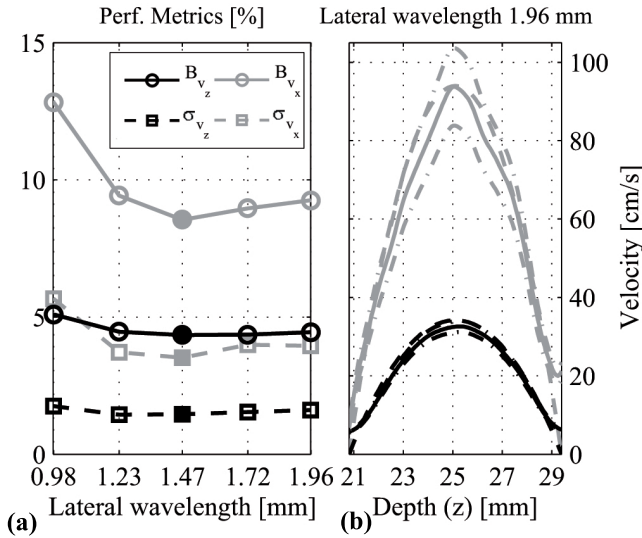 Perf. Metrics [%]
Lateral wavelength 1.96 mm
15
10
5
0
B_{v_z}
B_{v_x}
σ_{v_z}
σ_{v_x}
0.98 1.23 1.47 1.72 1.96
Lateral wavelength [mm]
(a)
100
80
60
40
20
0
Velocity [cm/s]
21 23 25 27 29
Depth (z) [mm]
(b)